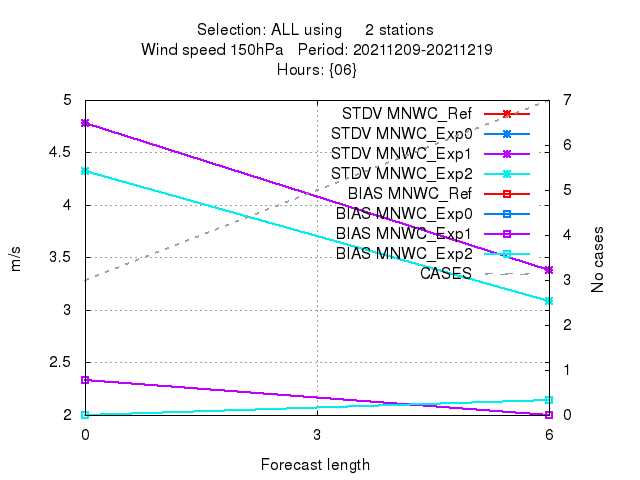 Selection: ALL using     2 stations
Wind speed 150hPa   Period: 20211209-20211219
Hours: {06}
5
4.5
4
3.5
3
2.5
2
7
6
5
4
3
2
1
0
STDV MNWC_Ref
STDV MNWC_Exp0
STDV MNWC_Exp1
STDV MNWC_Exp2
BIAS MNWC_Ref
BIAS MNWC_Exp0
BIAS MNWC_Exp1
BIAS MNWC_Exp2
CASES
m/s
No cases
0
3
6
Forecast length